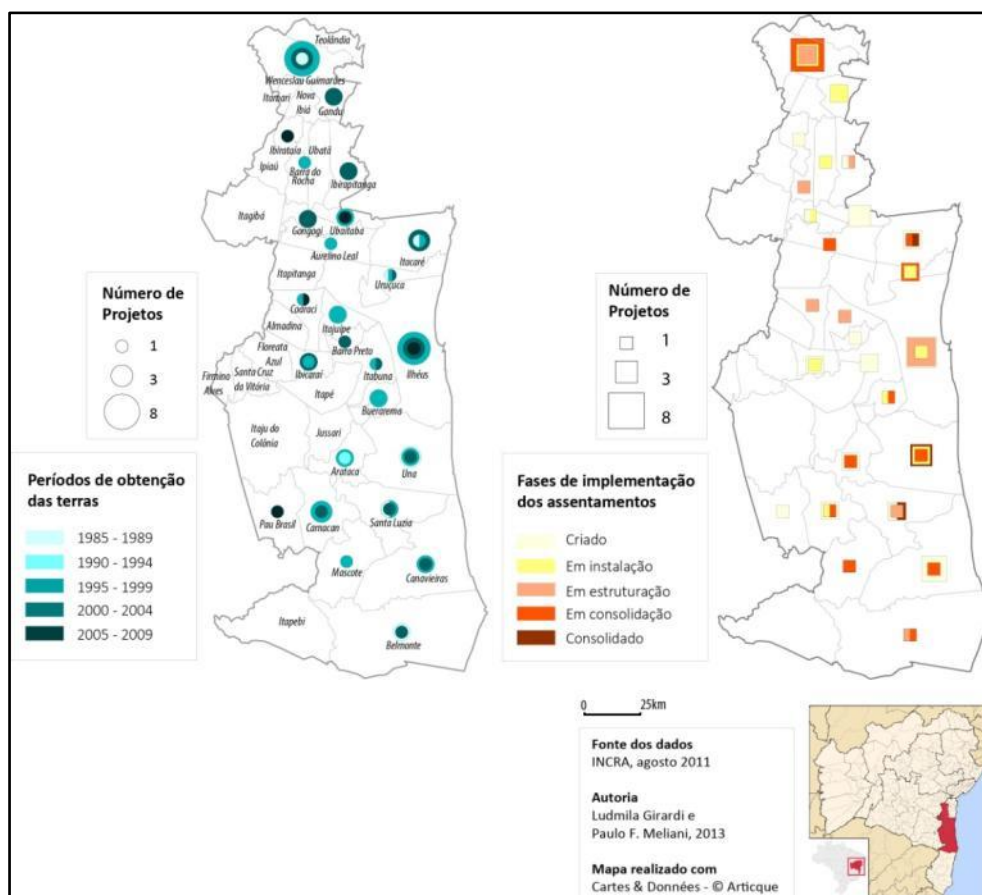 Teolândia
Wenceslau Guimarães
Itamari
Nova
Ibiá
Gandu
Ibirataia
Ubatã
Ipiaú
Barra do
Rocha
Ibirapitanga
Itagibá
Gongogi
Ubaitaba
Aurelino Leal
Itacaré
Itapitanga
Uruçuca
Coaraci
Almadina
Itajuípe
Floreata
Azul
Barro Preto
Ilhéus
Firmino
Alves
Santa Cruz
da Vitória
Ibicaraí
Itabuna
Itapé
Buerarema
Itaju do
Colônia
Jussari
Arataca
Una
Pau Brasil
Camacan
Santa Luzia
Mascote
Canavieiras
Itapebi
Belmonte
Número de
Projetos
1
3
8
Períodos de obtenção
das terras
1985 - 1989
1990 - 1994
1995 - 1999
2000 - 2004
2005 - 2009
Número de
Projetos
1
3
8
Fases de implementação
dos assentamentos
Criado
Em instalação
Em estruturação
Em consolidação
Consolidado
0 25km
Fonte dos dados
INCRA, agosto 2011
Autoria
Ludmila Girardi e
Paulo F. Meliani, 2013
Mapa realizado com
Cartes & Données - © Articque